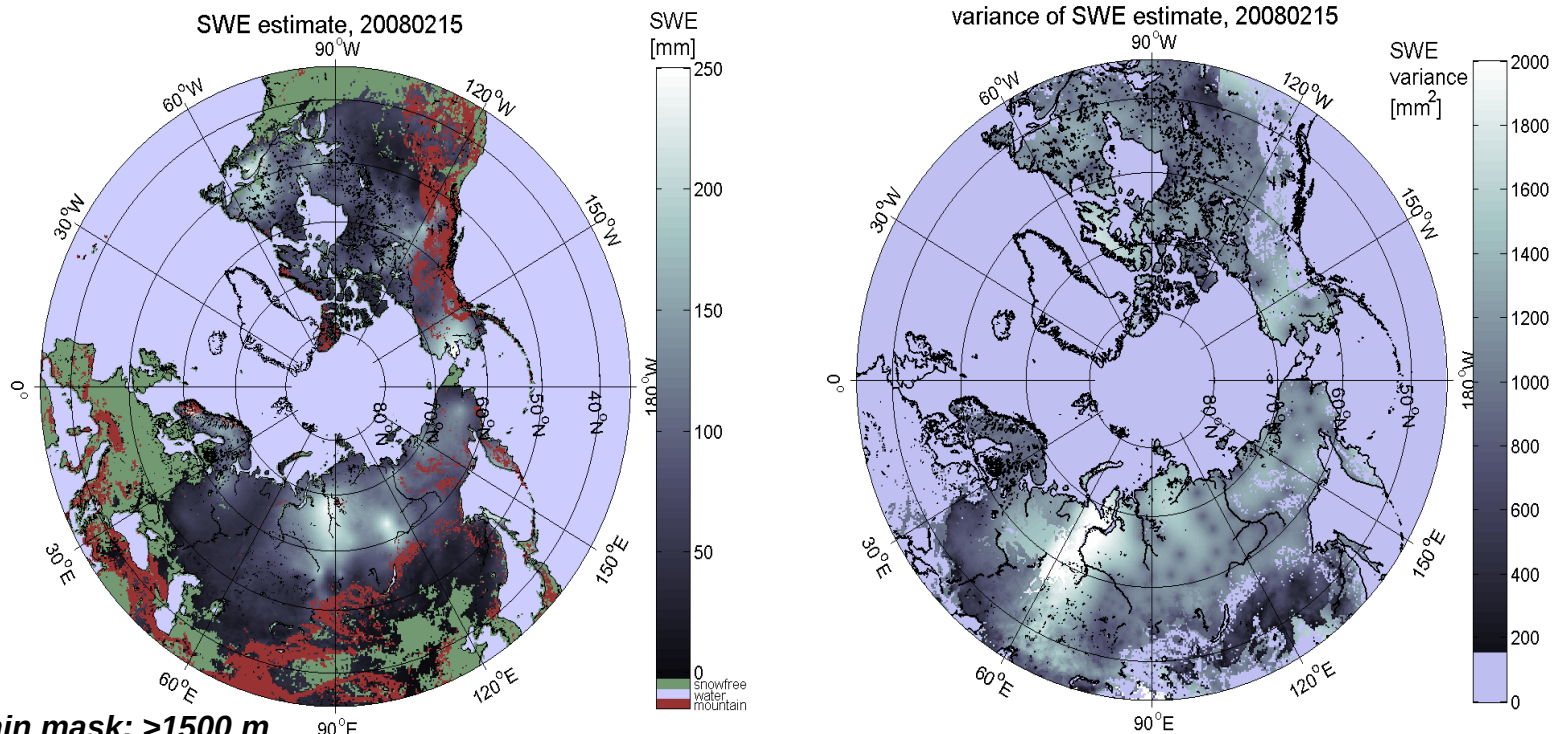 SWE estimate, 20080215
SWE
[mm]
90°W
60°W
120°W
30°W
150°W
0°
180°W
80°N
70°N
60°N
50°N
40°N
30°E
150°E
60°E
120°E
90°E
250
200
150
100
50
0
snowfree
water
mountain
in mask: >1500 m
variance of SWE estimate, 20080215
SWE
variance
[mm²]
90°W
60°W
120°W
30°W
150°W
0°
180°W
80°N
70°N
60°N
50°N
40°N
30°E
150°E
60°E
120°E
90°E
2000
1800
1600
1400
1200
1000
800
600
400
200
0